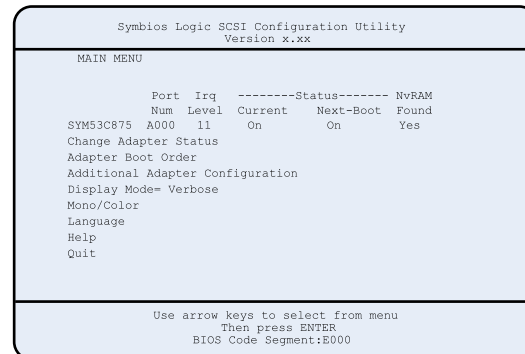 Symbios Logic SCSI Configuration Utility
Version x.xx
MAIN MENU
Port Irq --------Status------- NvRAM
Num Level Current Next-Boot Found
SYM53C875 A000 11 On On Yes
Change Adapter Status
Adapter Boot Order
Additional Adapter Configuration
Display Mode= Verbose
Mono/Color
Language
Help
Quit
Use arrow keys to select from menu
Then press ENTER
BIOS Code Segment:E000